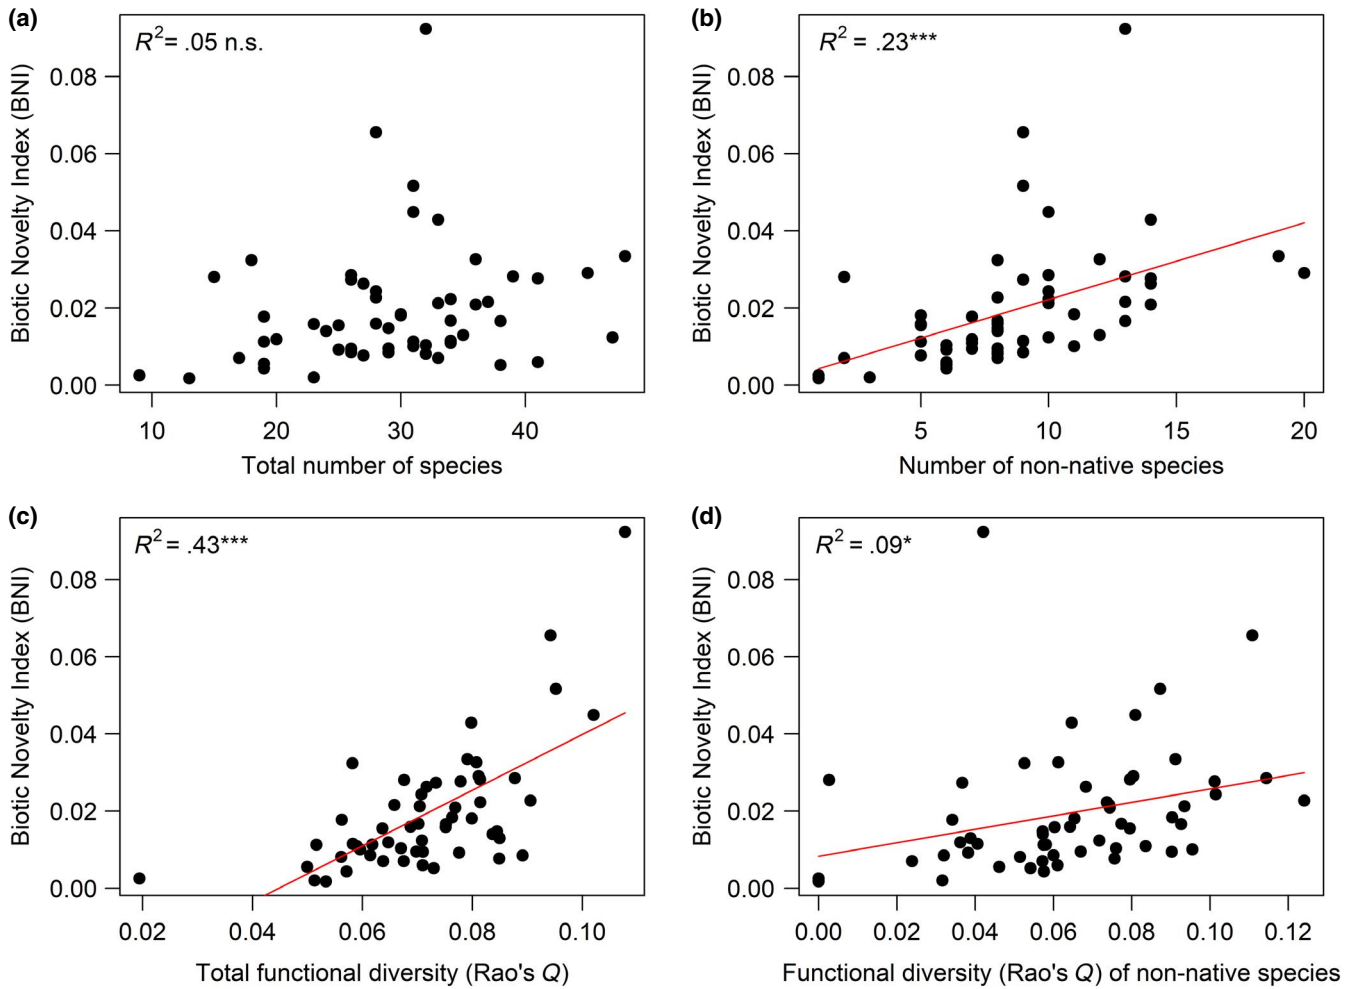 (a)
R² = .05 n.s.
Biotic Novelty Index (BNI)
0.08
0.06
0.04
0.02
0.00
10 20 30 40
Total number of species
(b)
R² = .23***
Biotic Novelty Index (BNI)
0.08
0.06
0.04
0.02
0.00
5 10 15 20
Number of non-native species
(c)
R² = .43***
Biotic Novelty Index (BNI)
0.08
0.06
0.04
0.02
0.00
0.02 0.04 0.06 0.08 0.10
Total functional diversity (Rao's Q)
(d)
R² = .09*
Biotic Novelty Index (BNI)
0.08
0.06
0.04
0.02
0.00
0.00 0.02 0.04 0.06 0.08 0.10 0.12
Functional diversity (Rao's Q) of non-native species